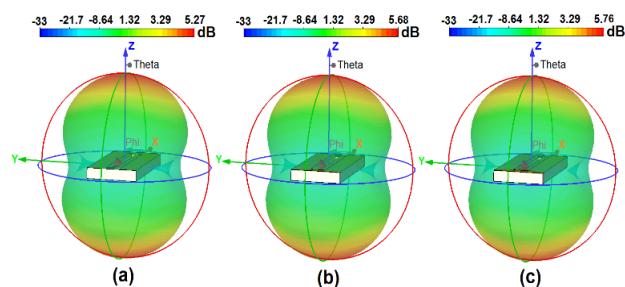 -33 -21.7 -8.64 1.32 3.29 5.27 dB
Z
Theta
Phi
X
Y
(a)
-33 -21.7 -8.64 1.32 3.29 5.68 dB
Z
Theta
Phi
X
Y
(b)
-33 -21.7 -8.64 1.32 3.29 5.76 dB
Z
Theta
Phi
X
Y
(c)